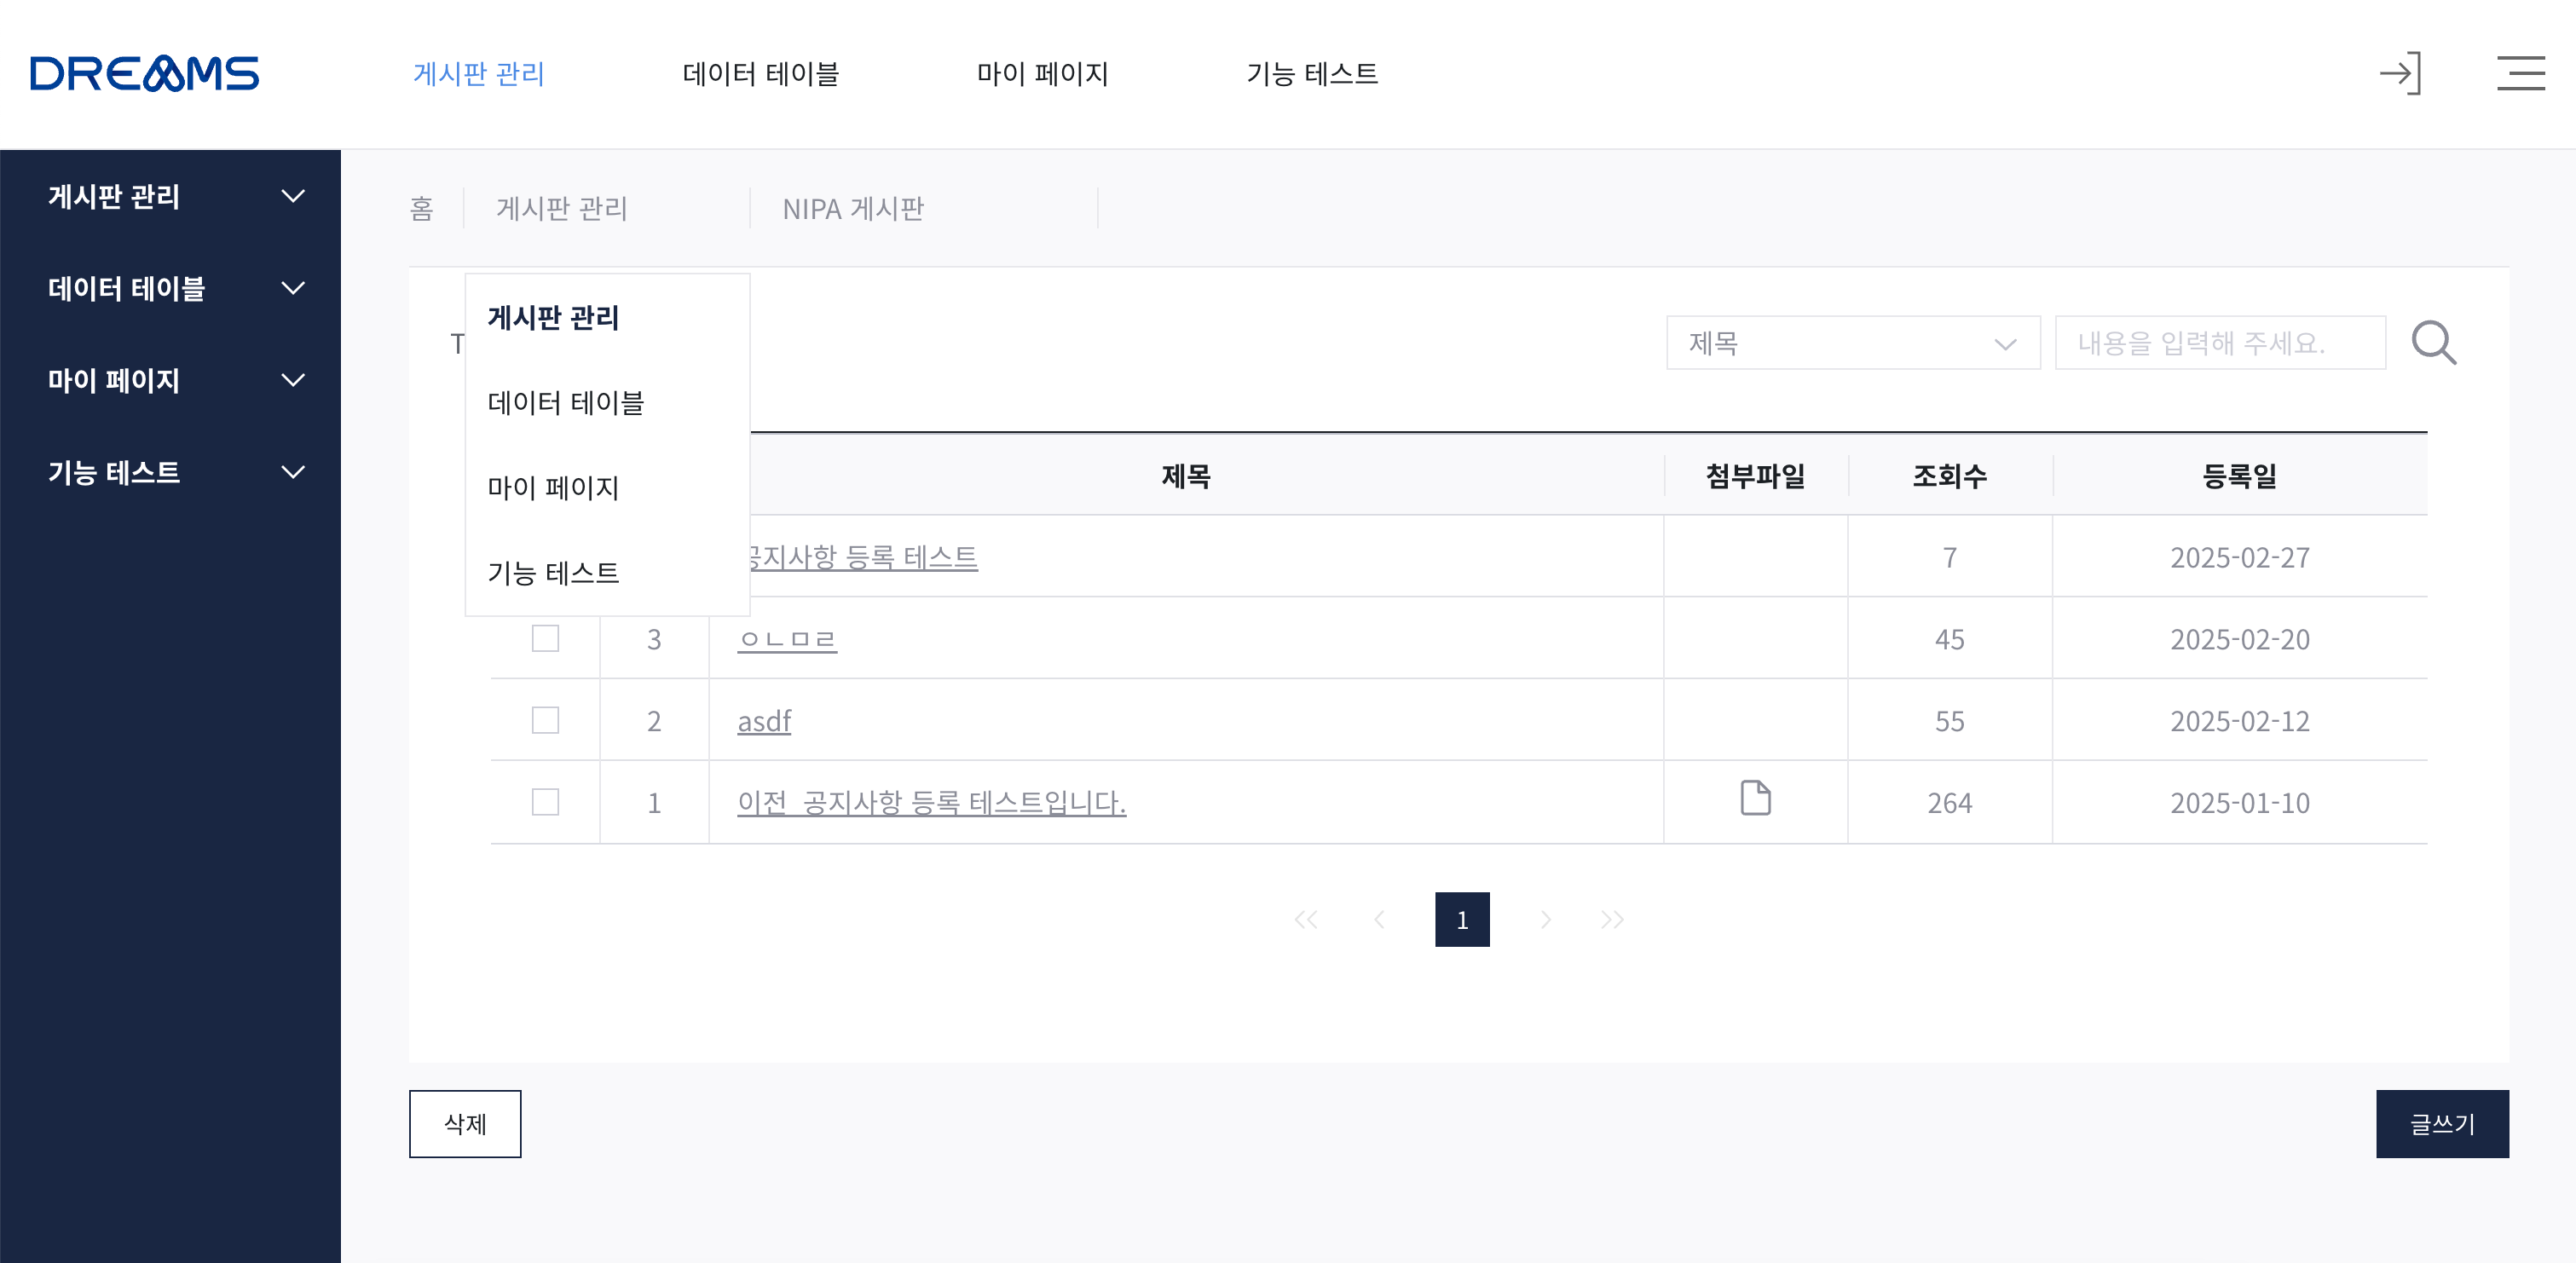 DREAMS
게시판 관리 데이터 테이블 마이 페이지 기능 테스트
게시판 관리
데이터 테이블
마이 페이지
기능 테스트
홈 게시판 관리 NIPA 게시판
게시판 관리
데이터 테이블
마이 페이지
기능 테스트
T
제목 내용을 입력해 주세요.
제목 첨부파일 조회수 등록일
공지사항 등록 테스트 7 2025-02-27
3 ㅇㄴㅁㄹ 45 2025-02-20
2 asdf 55 2025-02-12
1 이전_공지사항 등록 테스트입니다. 264 2025-01-10
1
삭제 글쓰기